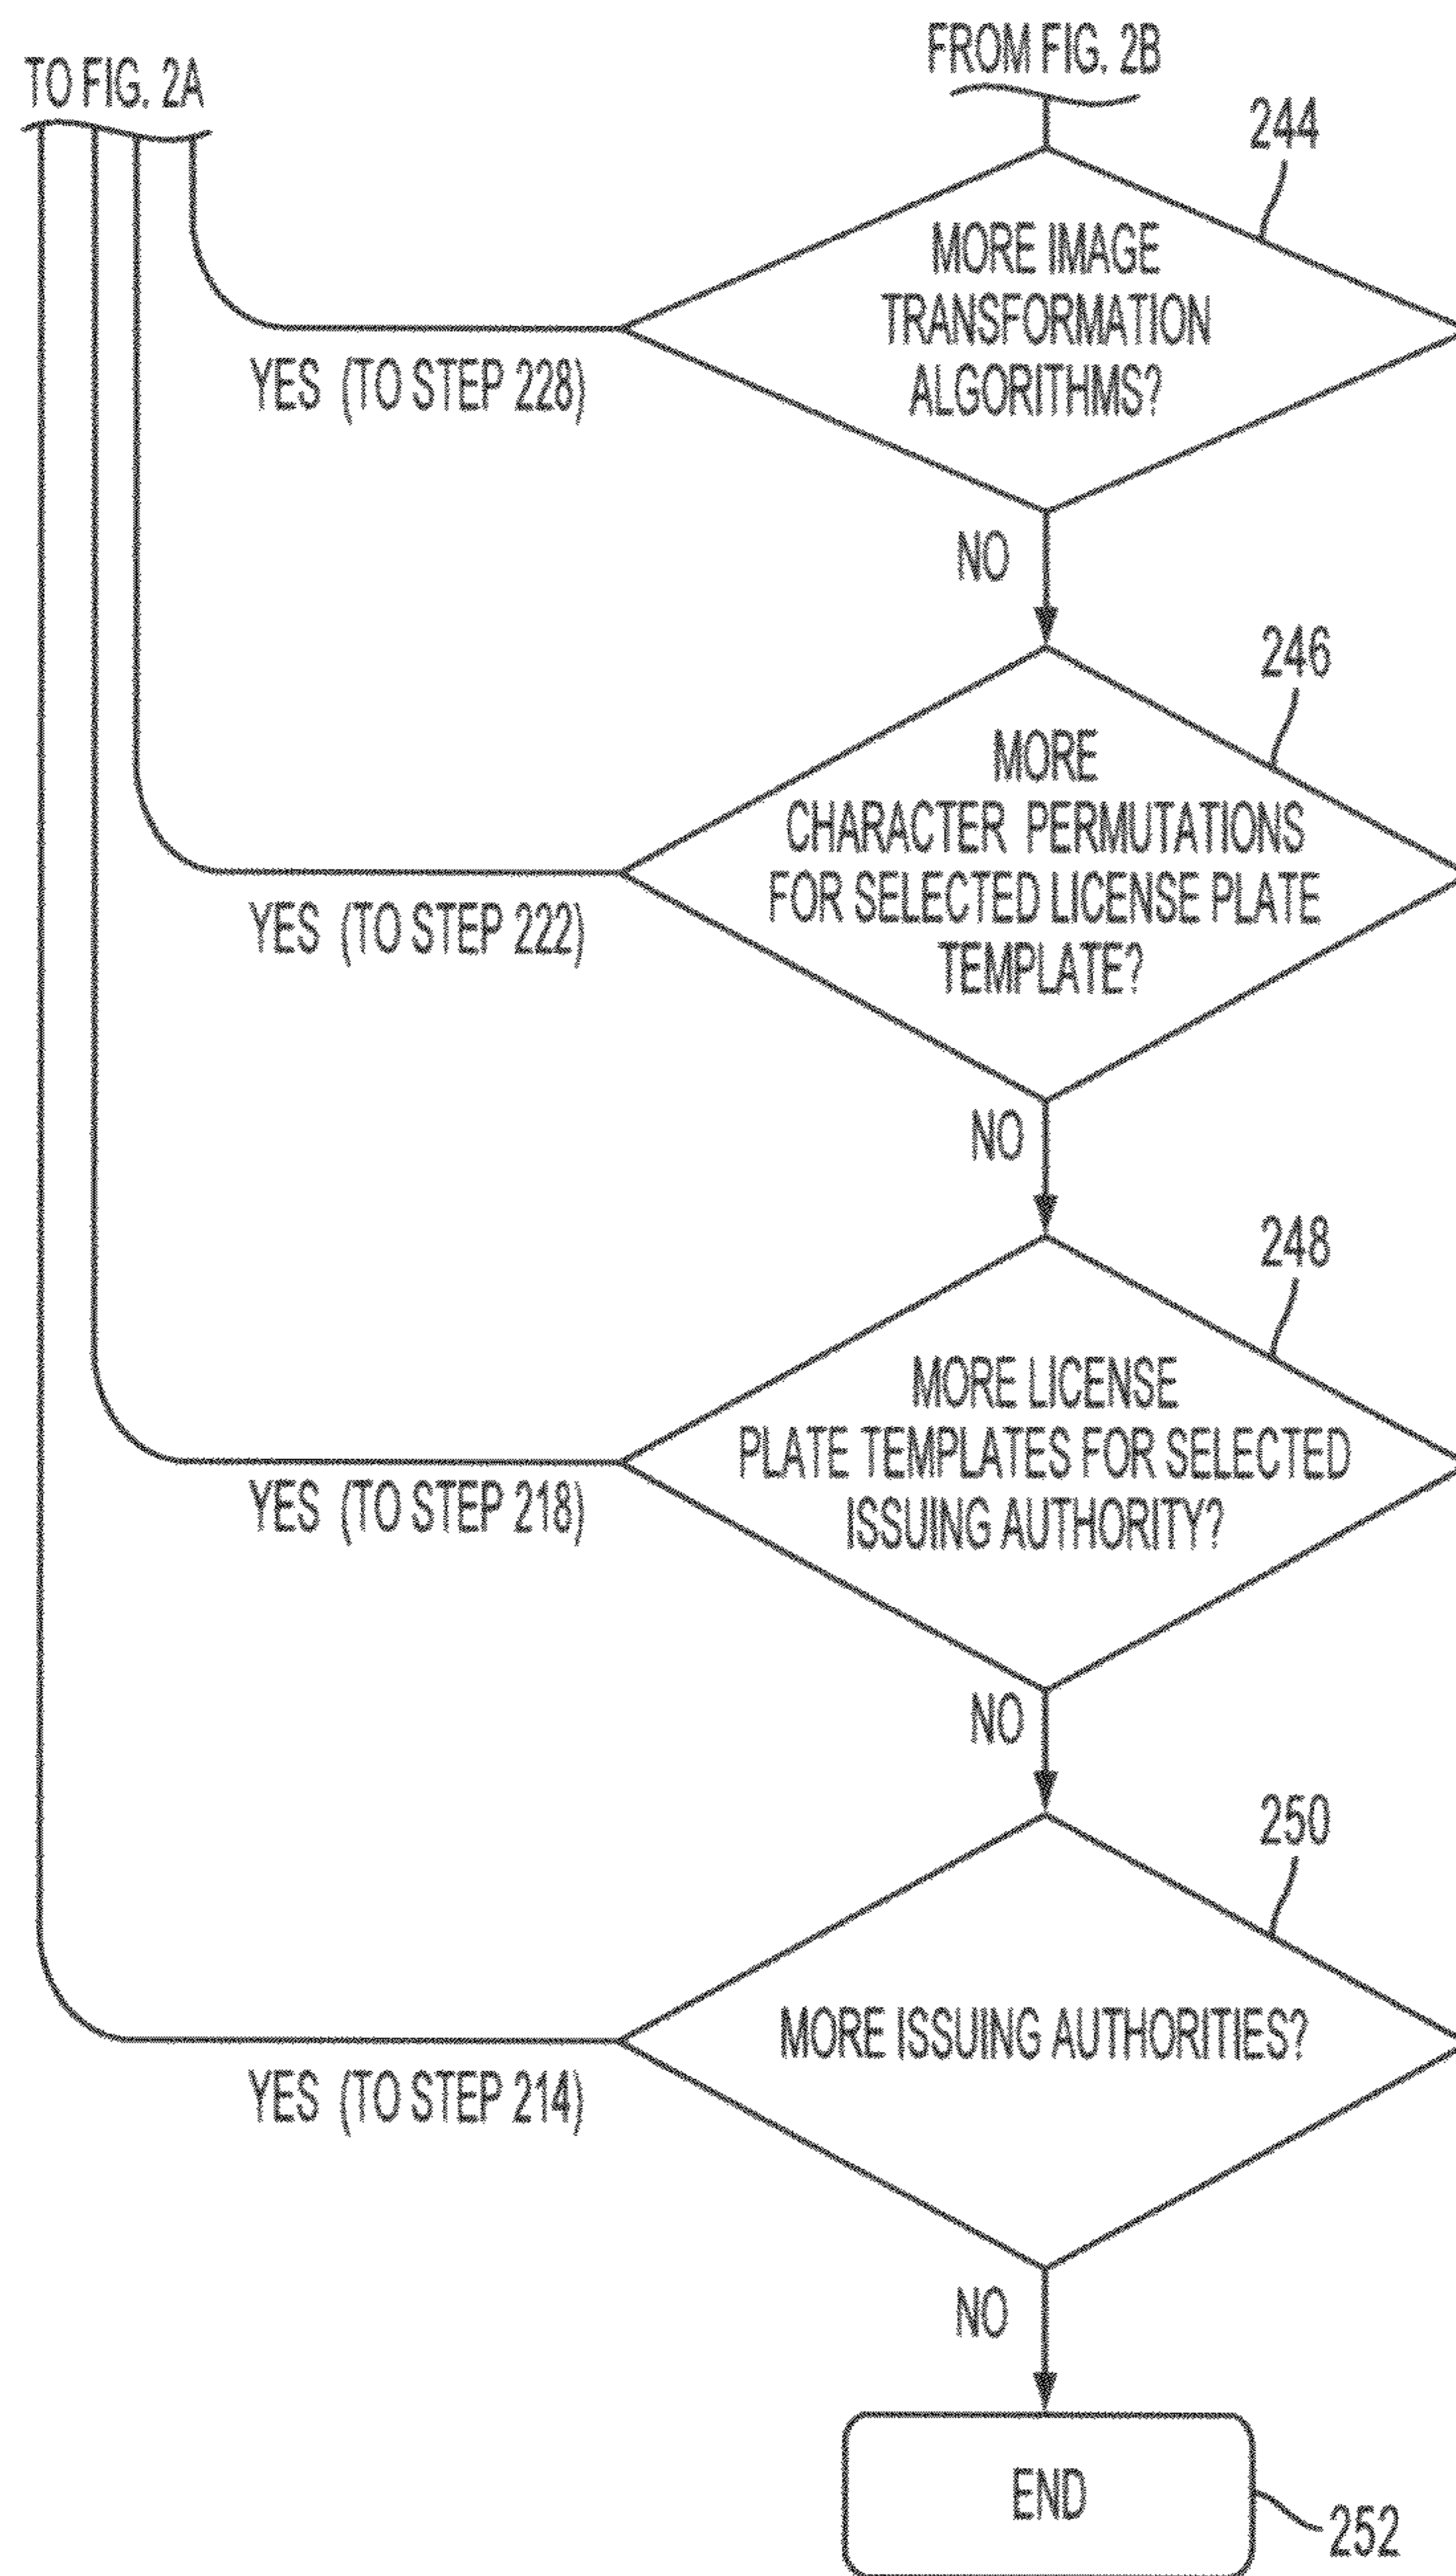 TO FIG. 2A
FROM FIG. 2B
244
MORE IMAGE
TRANSFORMATION
ALGORITHMS?
YES (TO STEP 228)
NO
246
MORE
CHARACTER PERMUTATIONS
FOR SELECTED LICENSE PLATE
TEMPLATE?
YES (TO STEP 222)
NO
248
MORE LICENSE
PLATE TEMPLATES FOR SELECTED
ISSUING AUTHORITY?
YES (TO STEP 218)
NO
250
MORE ISSUING AUTHORITIES?
YES (TO STEP 214)
NO
END
252